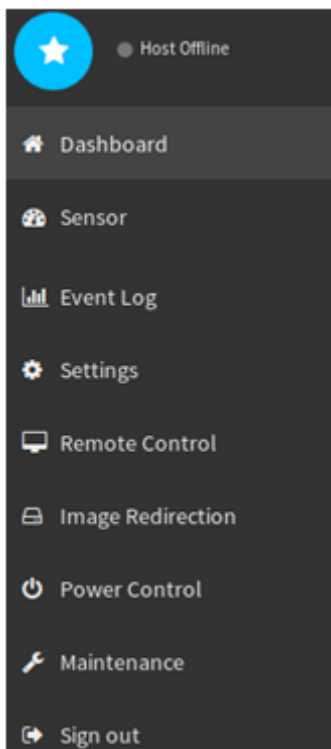 Host Offline
Dashboard
Sensor
Event Log
Settings
Remote Control
Image Redirection
Power Control
Maintenance
Sign out